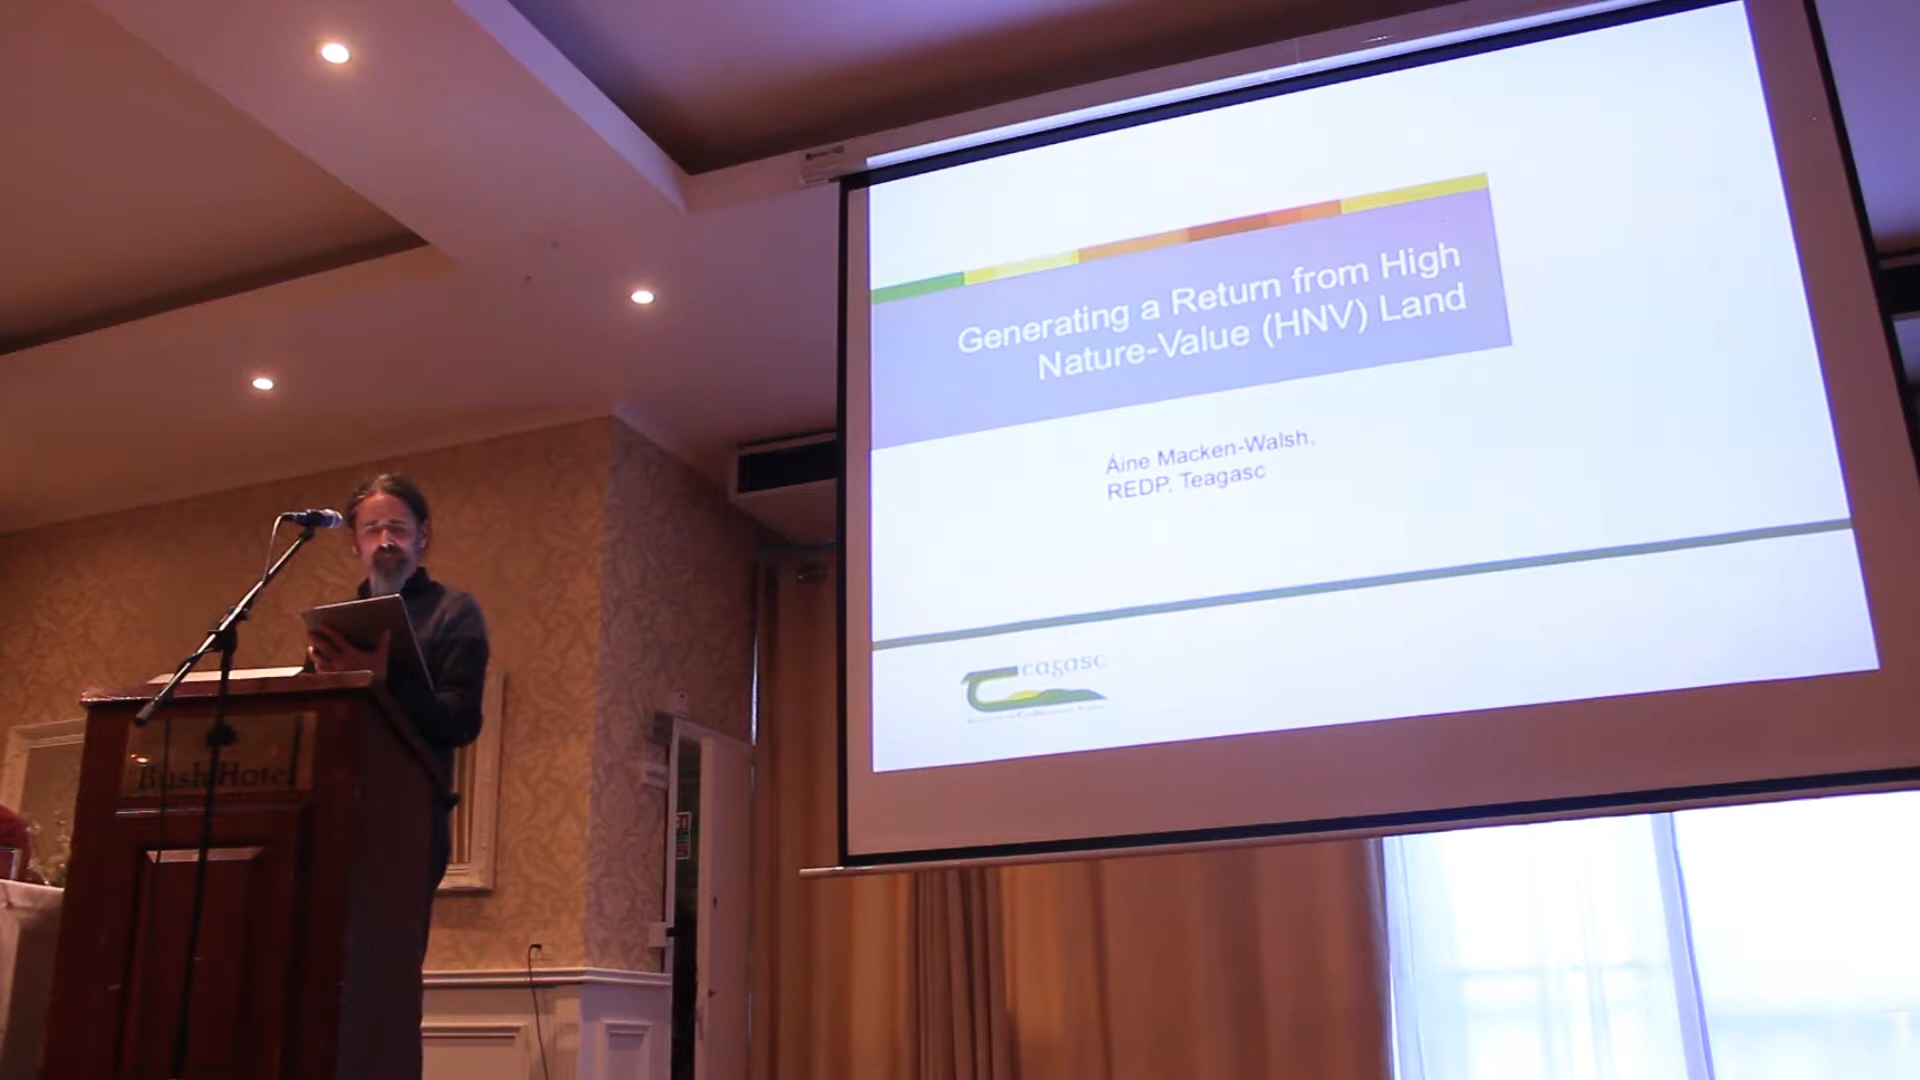 Generating a Return from High
Nature-Value (HNV) Land
Áine Macken-Walsh,
REDP, Teagasc
teagasc
Bush Hotel